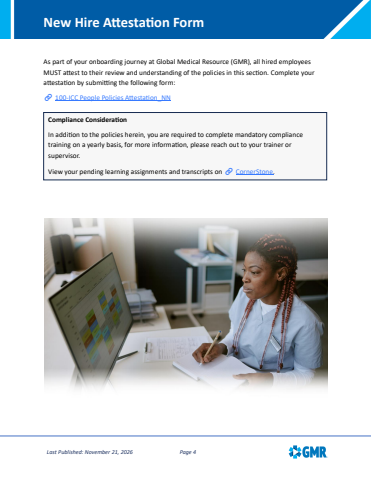 New Hire Attestation Form
As part of your onboarding journey at Global Medical Resource (GMR), all hired employees
MUST attest to their review and understanding of the policies in this section. Complete your
attestation by submitting the following form:
100-ICC People Policies Attestation_NN
Compliance Consideration
In addition to the policies herein, you are required to complete mandatory compliance
training on a yearly basis, for more information, please reach out to your trainer or
supervisor.
View your pending learning assignments and transcripts on CornerStone.
Last Published: November 21, 2026 Page 4 GMR